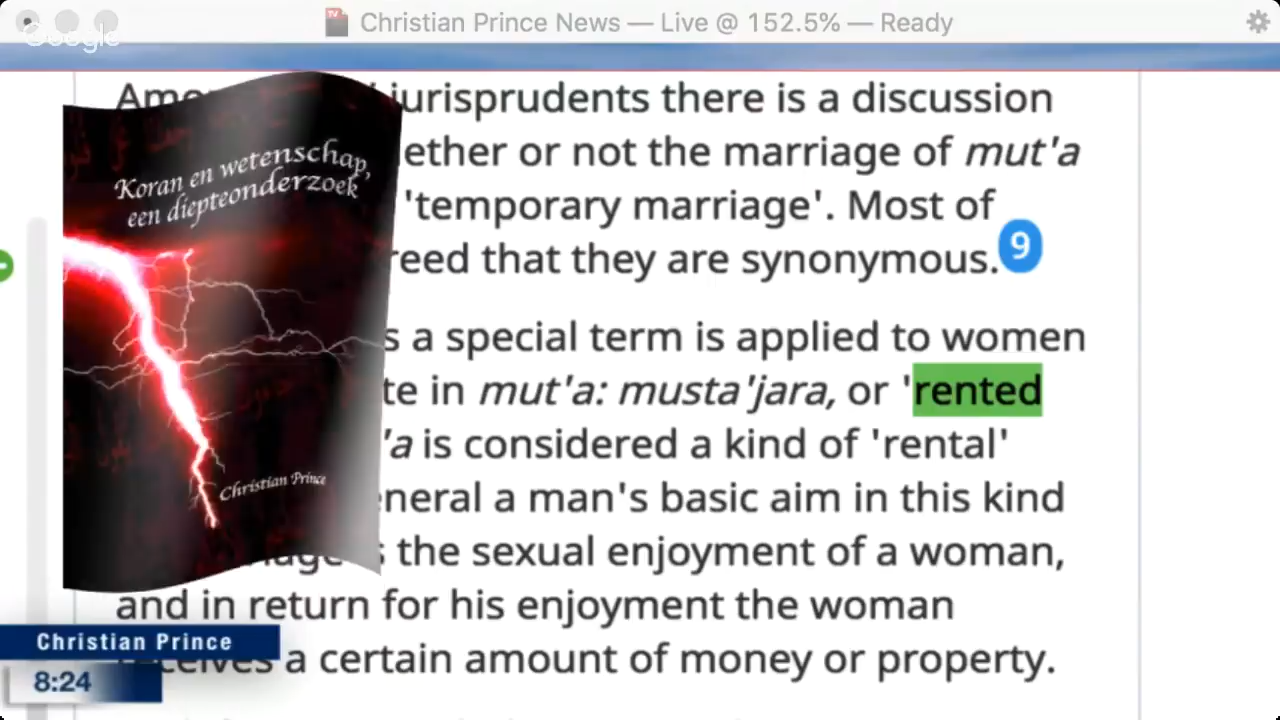 Christian Prince News — Live @ 152.5% — Ready
Google
jurisprudents there is a discussion
or not the marriage of mut'a
'temporary marriage'. Most of
that they are synonymous.
9
a special term is applied to women
in mut'a: musta'jara, or 'rented
is considered a kind of 'rental'
a man's basic aim in this kind
the sexual enjoyment of a woman,
and in return for his enjoyment the woman
receives a certain amount of money or property.
Koran en wetenschap,
een diepteonderzoek
Christian Prince
Christian Prince
8:24